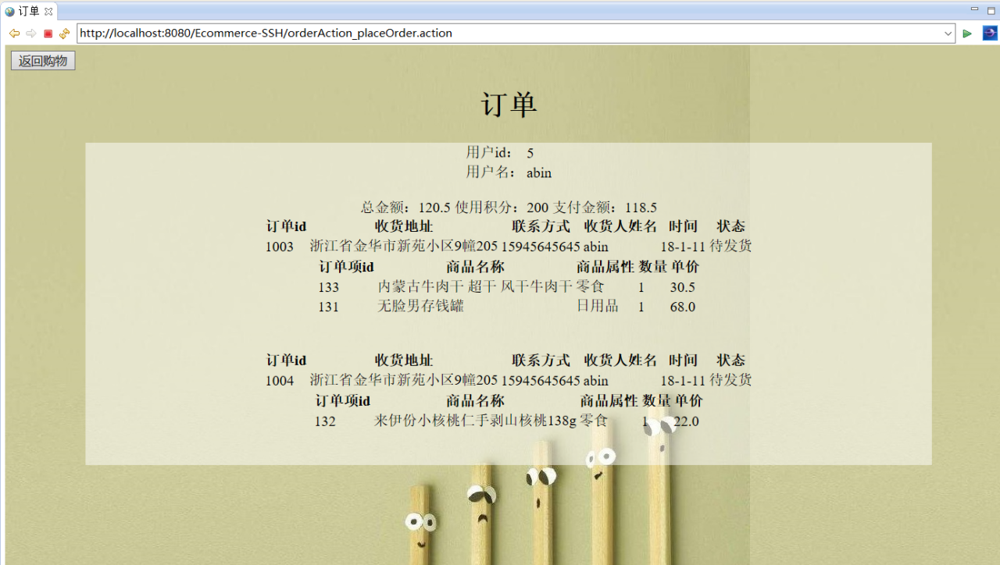 订单
http://localhost:8080/Ecommerce-SSH/orderAction_placeOrder.action
返回购物
订单
用户id： 5
用户名： abin
总金额：120.5 使用积分：200 支付金额：118.5
订单id 收货地址 联系方式 收货人姓名 时间 状态
1003 浙江省金华市新苑小区9幢205 15945645645 abin 18-1-11 待发货
订单项id 商品名称 商品属性 数量 单价
133 内蒙古牛肉干 超干 风干牛肉干 零食 1 30.5
131 无脸男存钱罐 日用品 1 68.0
订单id 收货地址 联系方式 收货人姓名 时间 状态
1004 浙江省金华市新苑小区9幢205 15945645645 abin 18-1-11 待发货
订单项id 商品名称 商品属性 数量 单价
132 来伊份小核桃仁手剥山核桃138g 零食 1 22.0